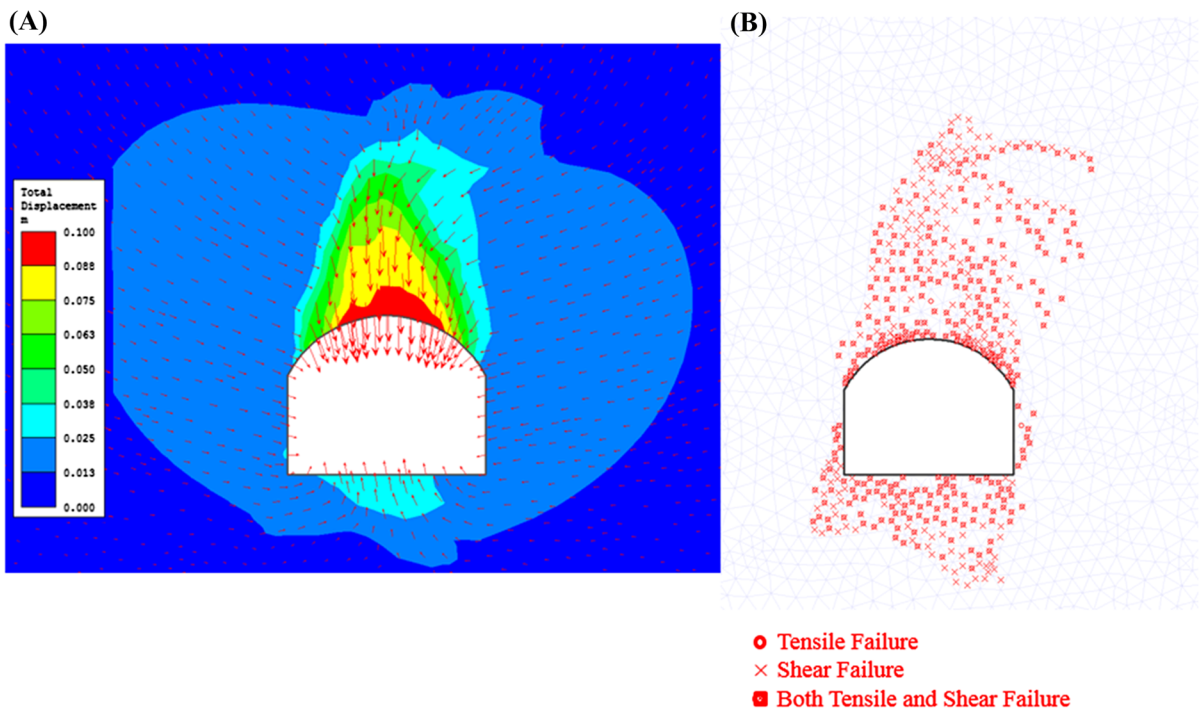 (A)
(B)
Total
Displacement
m
0.100
0.088
0.075
0.063
0.050
0.038
0.025
0.013
0.000
Tensile Failure
Shear Failure
Both Tensile and Shear Failure